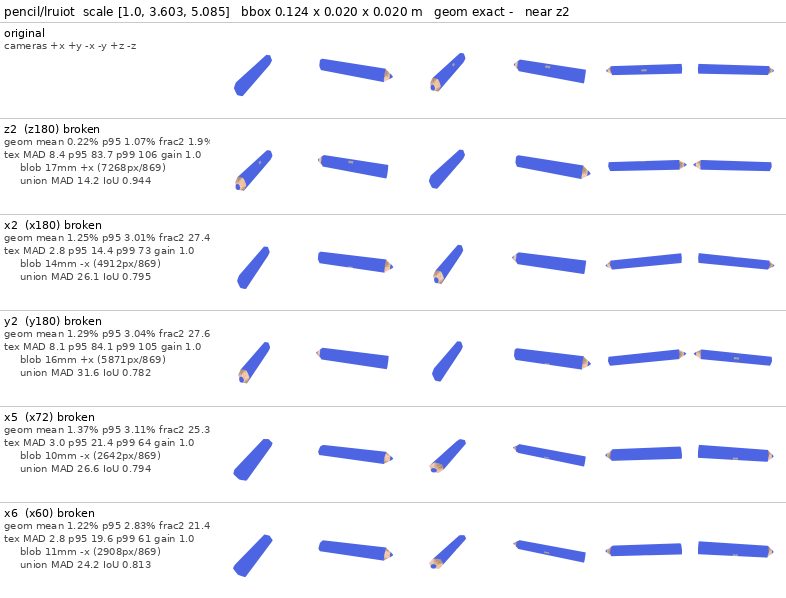 pencil/lruiot  scale [1.0, 3.603, 5.085]   bbox 0.124 x 0.020 x 0.020 m   geom exact -   near z2
original
cameras +x +y -x -y +z -z
z2  (z180) broken
geom mean 0.22% p95 1.07% frac2 1.9%
tex MAD 8.4 p95 83.7 p99 106 gain 1.0
blob 17mm +x (7268px/869)
union MAD 14.2 IoU 0.944
x2  (x180) broken
geom mean 1.25% p95 3.01% frac2 27.4
tex MAD 2.8 p95 14.4 p99 73 gain 1.0
blob 14mm -x (4912px/869)
union MAD 26.1 IoU 0.795
y2  (y180) broken
geom mean 1.29% p95 3.04% frac2 27.6
tex MAD 8.1 p95 84.1 p99 105 gain 1.0
blob 16mm +x (5871px/869)
union MAD 31.6 IoU 0.782
x5  (x72) broken
geom mean 1.37% p95 3.11% frac2 25.3
tex MAD 3.0 p95 21.4 p99 64 gain 1.0
blob 10mm -x (2642px/869)
union MAD 26.6 IoU 0.794
x6  (x60) broken
geom mean 1.22% p95 2.83% frac2 21.4
tex MAD 2.8 p95 19.6 p99 61 gain 1.0
blob 11mm -x (2908px/869)
union MAD 24.2 IoU 0.813